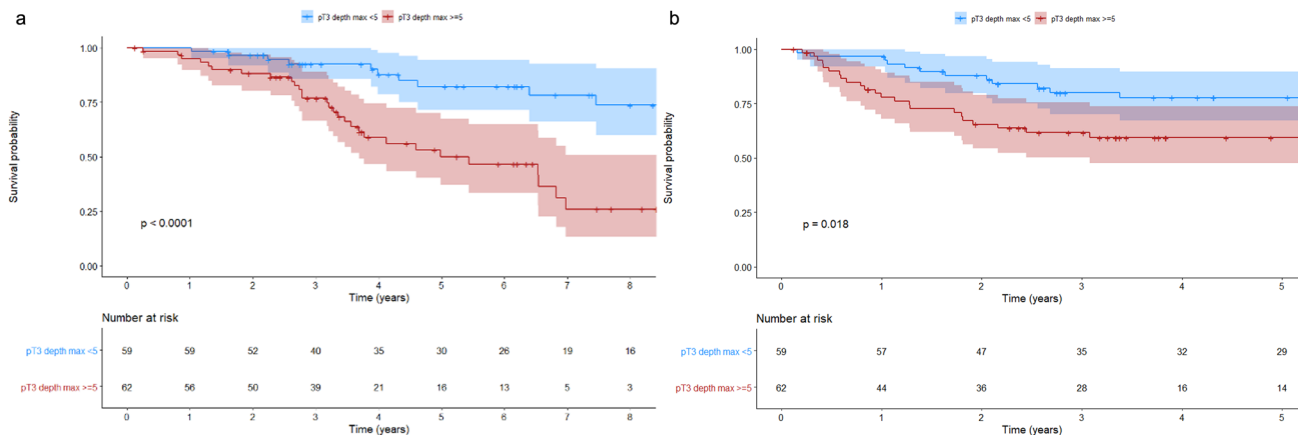 a
pT3 depth max <5 pT3 depth max >=5
Survival probability
1.00
0.75
0.50
0.25
0.00
p < 0.0001
0 1 2 3 4 5 6 7 8
Time (years)
Number at risk
pT3 depth max <5 59 59 52 40 35 30 26 19 16
pT3 depth max >=5 62 56 50 39 21 16 13 5 3
0 1 2 3 4 5 6 7 8
Time (years)
b
pT3 depth max <5 pT3 depth max >=5
Survival probability
1.00
0.75
0.50
0.25
0.00
p = 0.018
0 1 2 3 4 5
Time (years)
Number at risk
pT3 depth max <5 59 57 47 35 32 29
pT3 depth max >=5 62 44 36 28 16 14
0 1 2 3 4 5
Time (years)